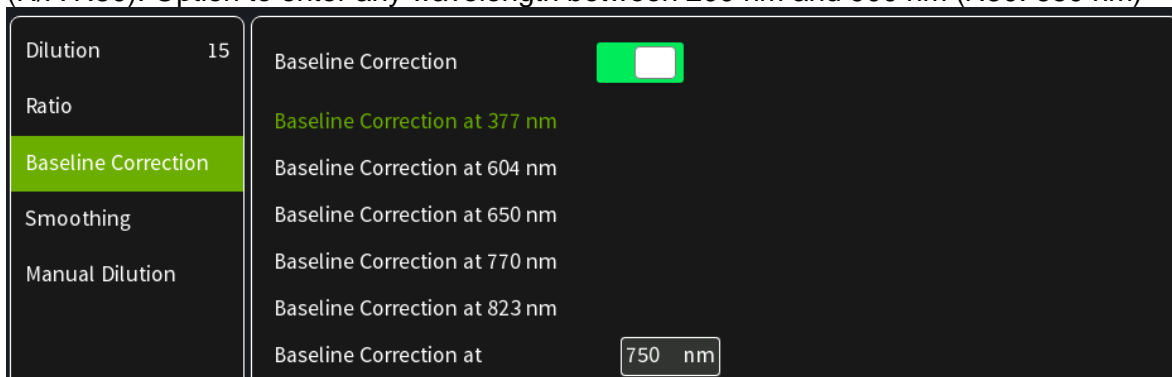 Dilution 15
Ratio
Baseline Correction
Smoothing
Manual Dilution
Baseline Correction
Baseline Correction at 377 nm
Baseline Correction at 604 nm
Baseline Correction at 650 nm
Baseline Correction at 770 nm
Baseline Correction at 823 nm
Baseline Correction at 750 nm